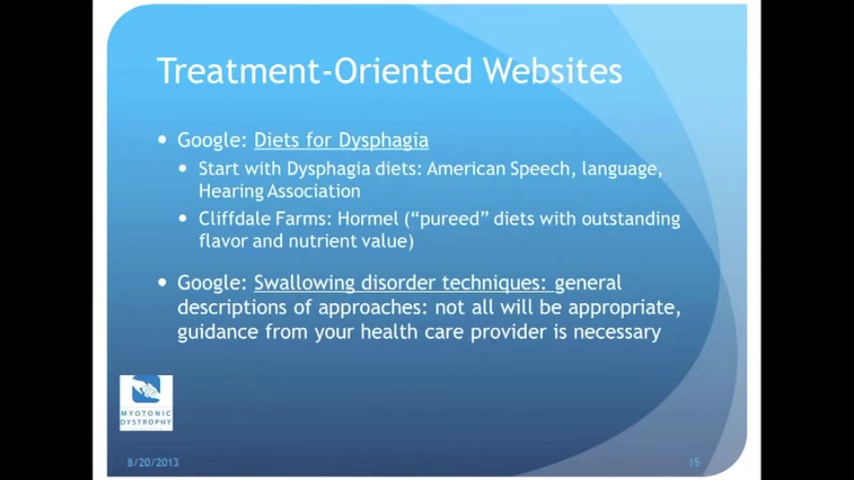 Treatment-Oriented Websites
Google: Diets for Dysphagia
Start with Dysphagia diets: American Speech, language,
Hearing Association
Cliffdale Farms: Hormel (“pureed” diets with outstanding
flavor and nutrient value)
Google: Swallowing disorder techniques: general
descriptions of approaches: not all will be appropriate,
guidance from your health care provider is necessary
MYOTONIC
DYSTROPHY
8/20/2013
15